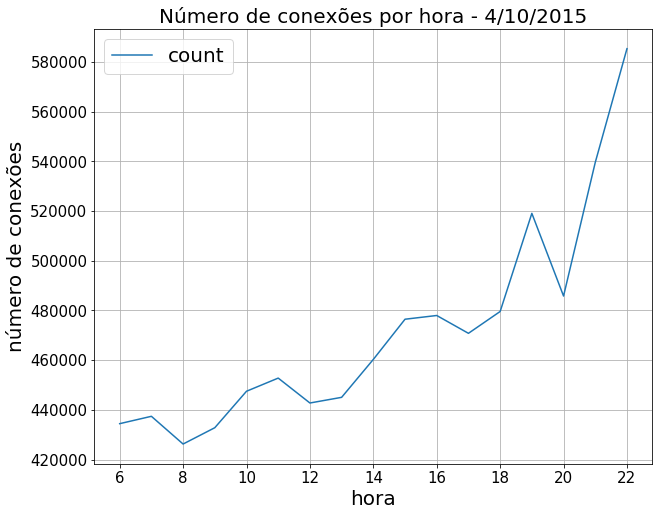 Número de conexões por hora - 4/10/2015
count
número de conexões
580000
560000
540000
520000
500000
480000
460000
440000
420000
6 8 10 12 14 16 18 20 22
hora